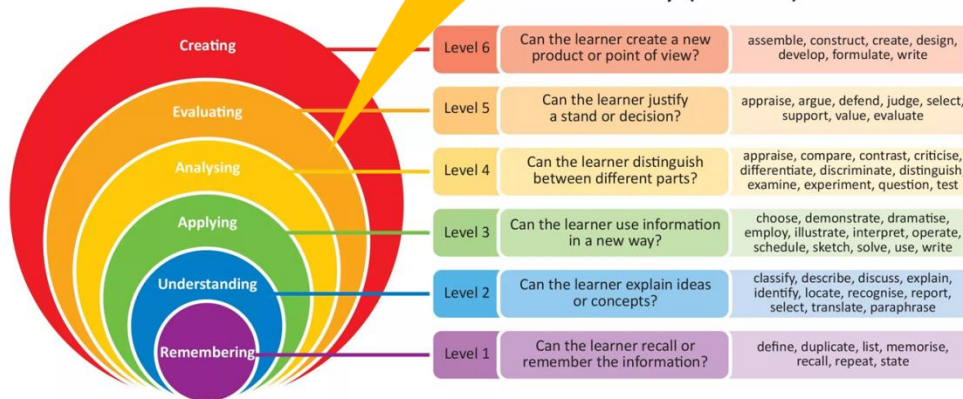 Creating
Level 6
Can the learner create a new
product or point of view?
assemble, construct, create, design,
develop, formulate, write
Evaluating
Level 5
Can the learner justify
a stand or decision?
appraise, argue, defend, judge, select,
support, value, evaluate
Analysing
Level 4
Can the learner distinguish
between different parts?
appraise, compare, contrast, criticise,
differentiate, discriminate, distinguish,
examine, experiment, question, test
Applying
Level 3
Can the learner use information
in a new way?
choose, demonstrate, dramatise,
employ, illustrate, interpret, operate,
schedule, sketch, solve, use, write
Understanding
Level 2
Can the learner explain ideas
or concepts?
classify, describe, discuss, explain,
identify, locate, recognise, report,
select, translate, paraphrase
Remembering
Level 1
Can the learner recall or
remember the information?
define, duplicate, list, memorise,
recall, repeat, state